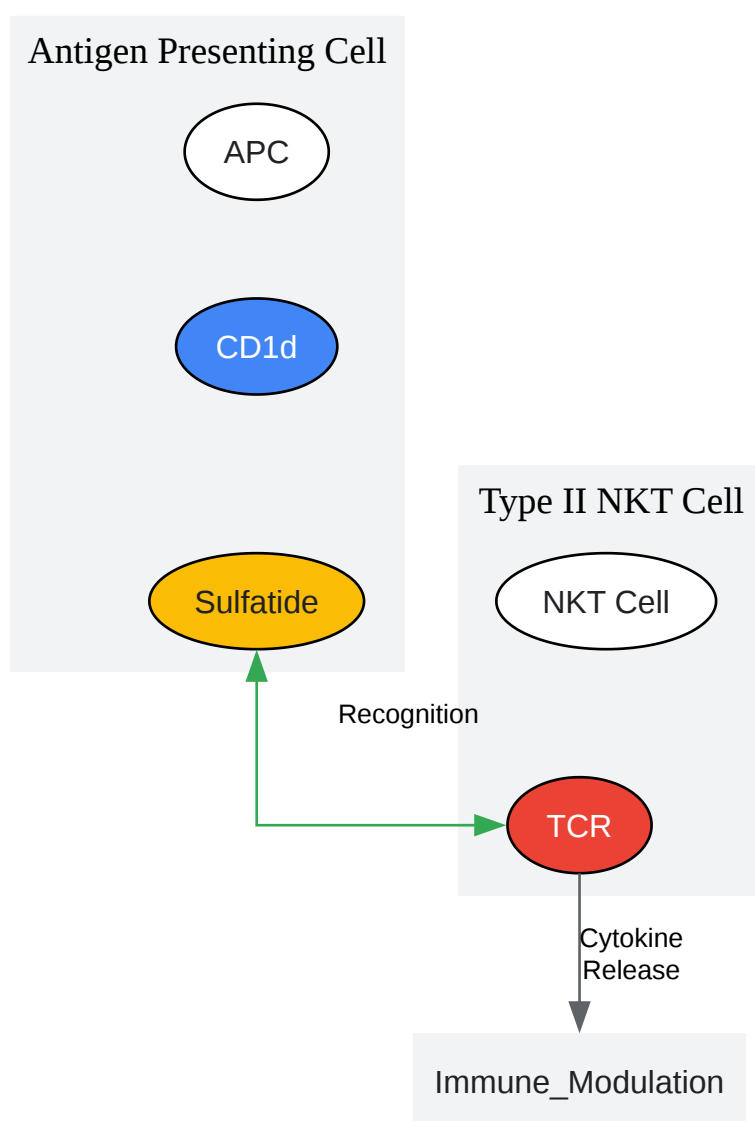 Antigen Presenting Cell
APC
CD1d
Type II NKT Cell
Sulfatide
NKT Cell
Recognition
TCR
Cytokine
Release
Immune_Modulation